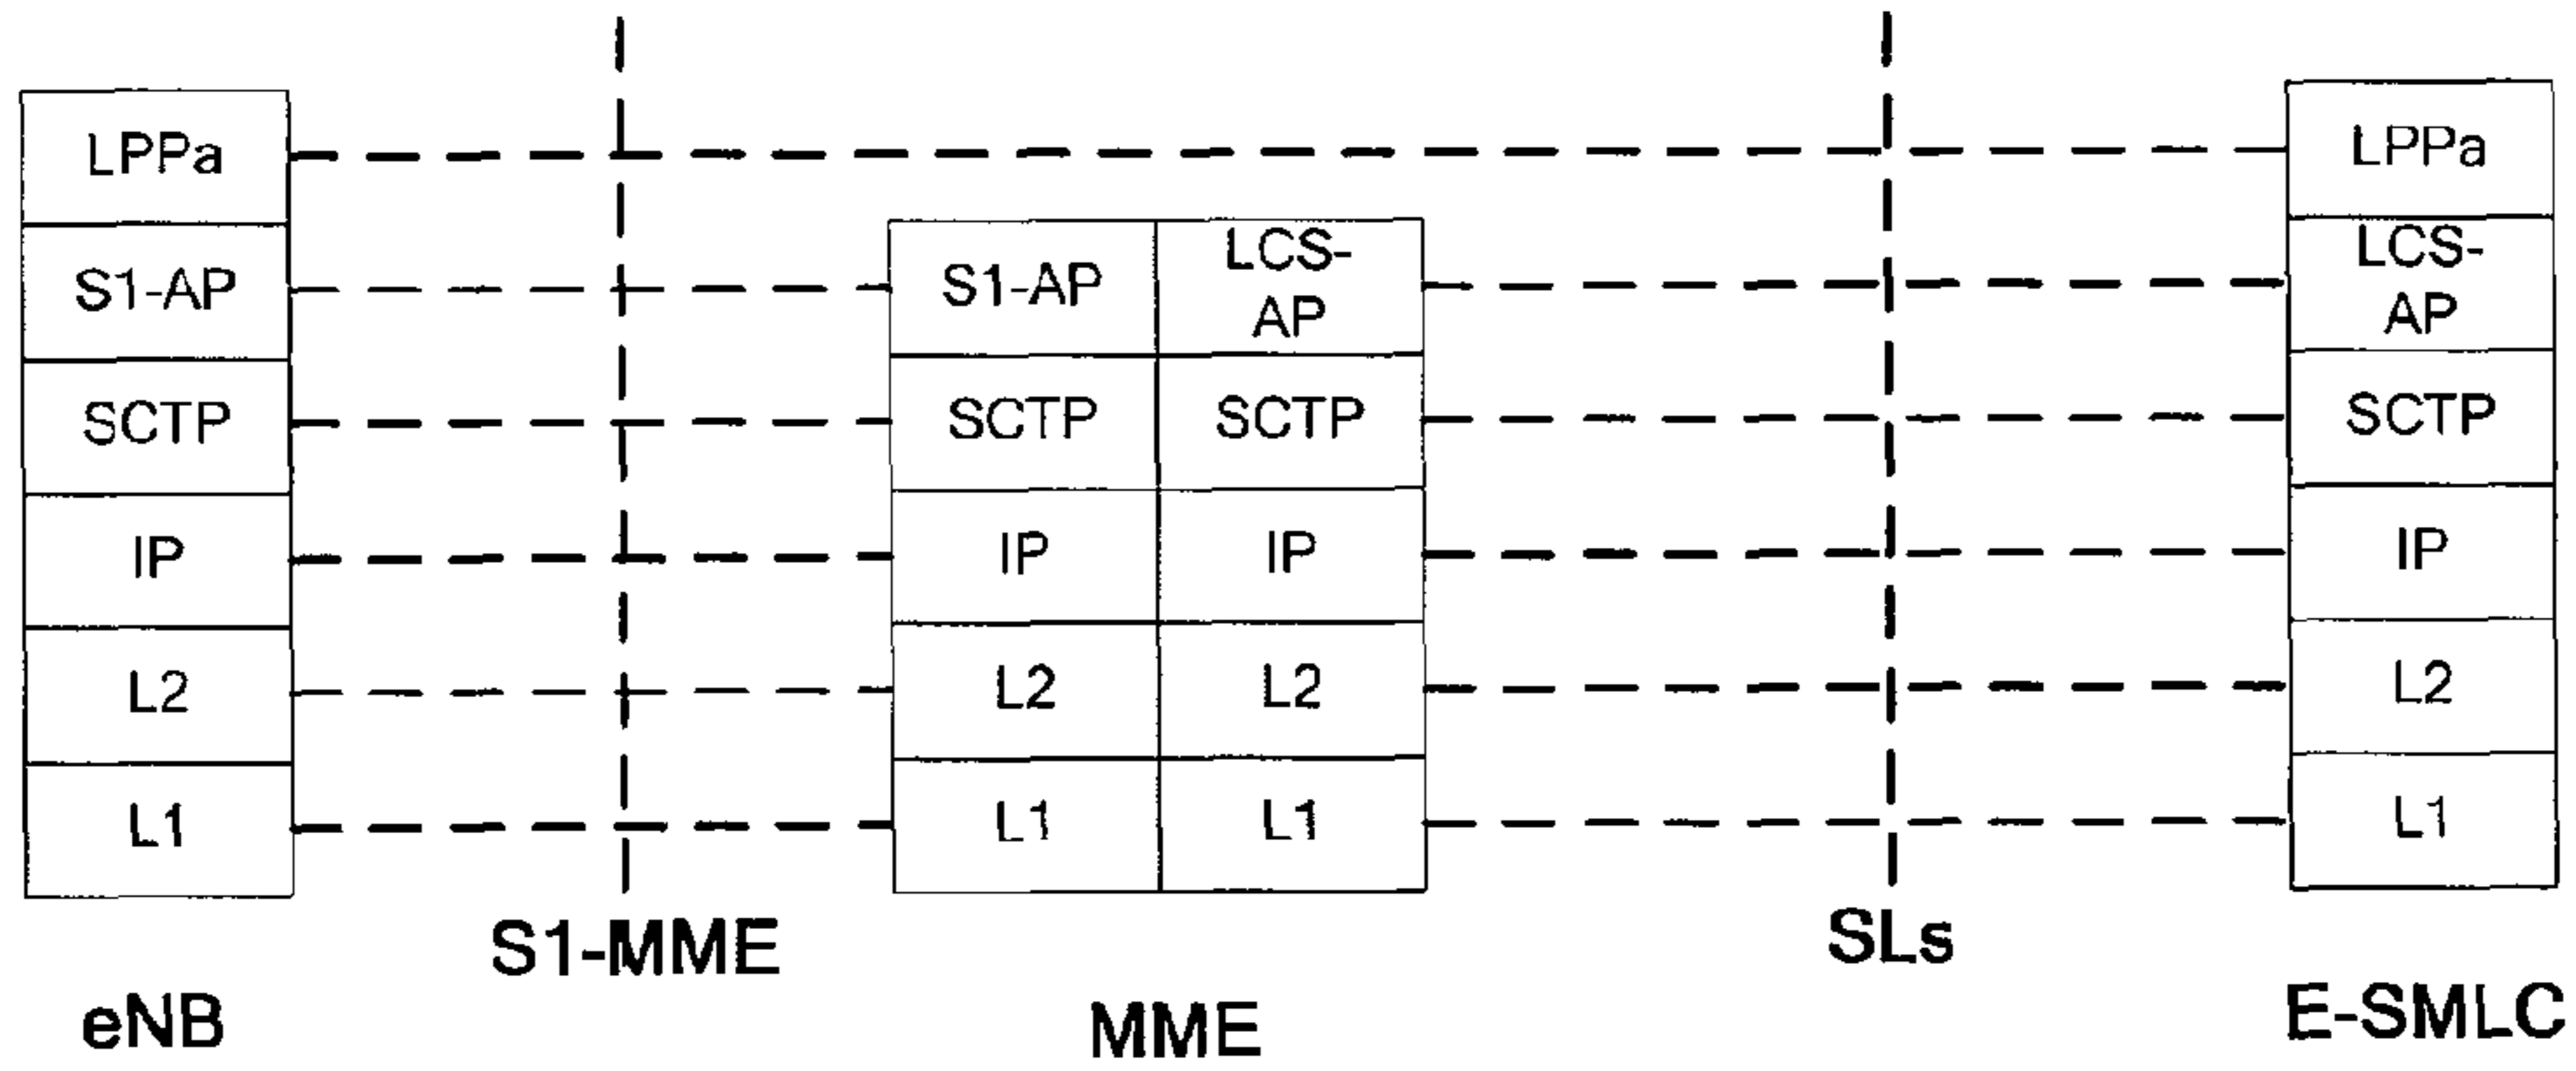 LPPa
LPPa
S1-AP
S1-AP
LCS-
AP
LCS-
AP
SCTP
SCTP
SCTP
SCTP
IP
IP
IP
IP
L2
L2
L2
L2
L1
L1
L1
L1
S1-MME
SLs
eNB
MME
E-SMLC